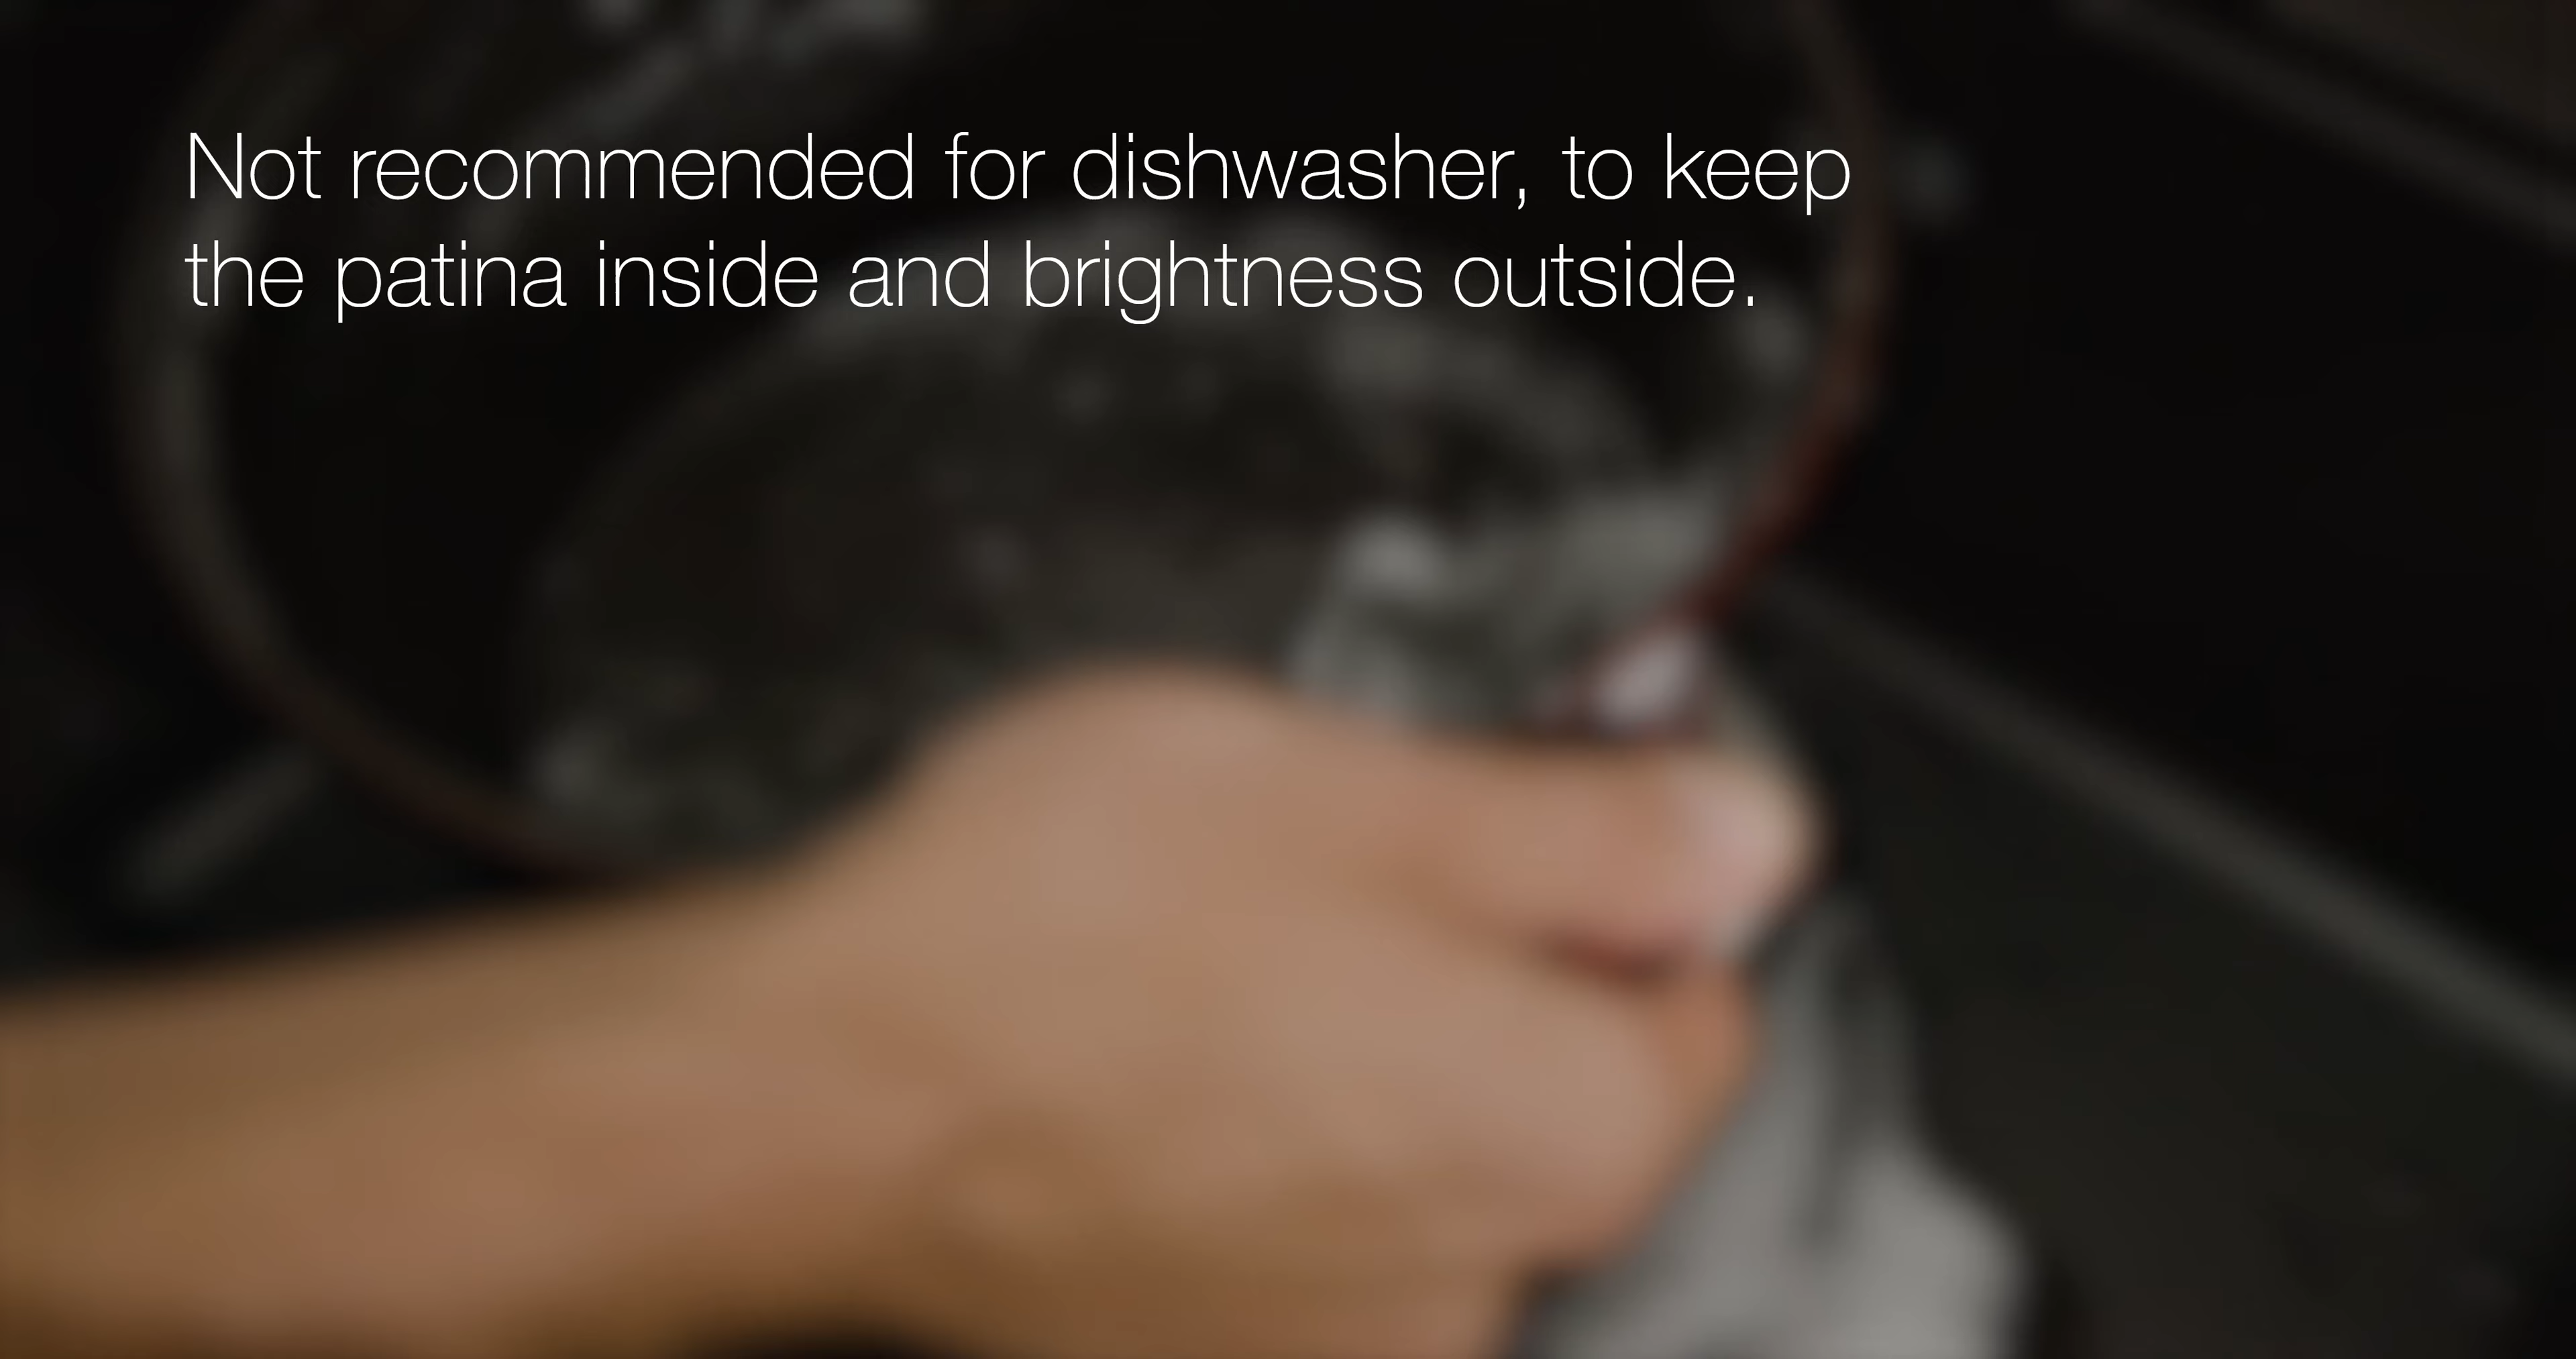 Not recommended for dishwasher, to keep
the patina inside and brightness outside.